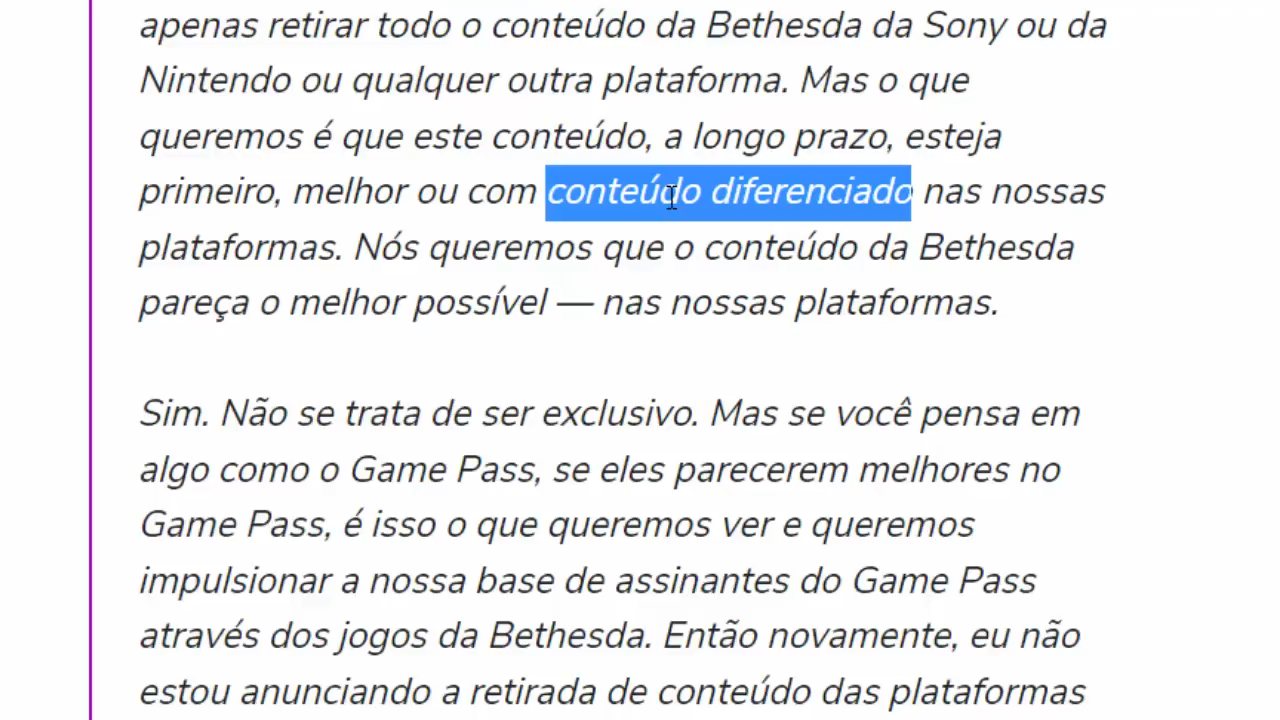 apenas retirar todo o conteúdo da Bethesda da Sony ou da
Nintendo ou qualquer outra plataforma. Mas o que
queremos é que este conteúdo, a longo prazo, esteja
primeiro, melhor ou com conteúdo diferenciado nas nossas
plataformas. Nós queremos que o conteúdo da Bethesda
pareça o melhor possível — nas nossas plataformas.
Sim. Não se trata de ser exclusivo. Mas se você pensa em
algo como o Game Pass, se eles parecerem melhores no
Game Pass, é isso o que queremos ver e queremos
impulsionar a nossa base de assinantes do Game Pass
através dos jogos da Bethesda. Então novamente, eu não
estou anunciando a retirada de conteúdo das plataformas